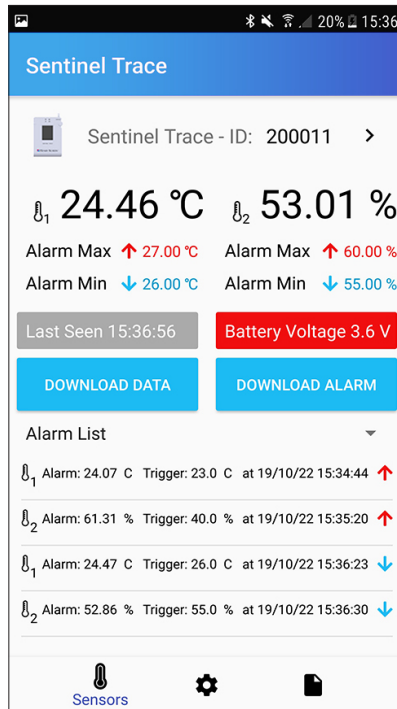 20% 15:36
Sentinel Trace
Sentinel Trace - ID: 200011
1 24.46 °C 2 53.01 %
Alarm Max 27.00 °C Alarm Max 60.00 %
Alarm Min 26.00 °C Alarm Min 55.00 %
Last Seen 15:36:56 Battery Voltage 3.6 V
DOWNLOAD DATA DOWNLOAD ALARM
Alarm List
1 Alarm: 24.07 C Trigger: 23.0 C at 19/10/22 15:34:44
2 Alarm: 61.31 % Trigger: 40.0 % at 19/10/22 15:35:20
1 Alarm: 24.47 C Trigger: 26.0 C at 19/10/22 15:36:23
2 Alarm: 52.86 % Trigger: 55.0 % at 19/10/22 15:36:30
Sensors